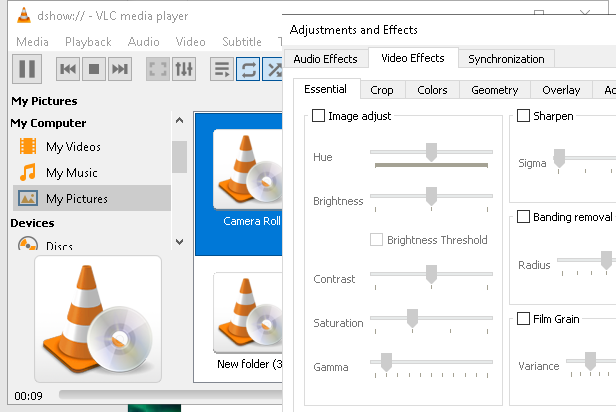 dshow:// - VLC media player
Media Playback Audio Video Subtitle
My Pictures
My Computer
My Videos
My Music
My Pictures
Devices
Discs
Camera Roll
New folder (3
00:09
Adjustments and Effects
Audio Effects Video Effects Synchronization
Essential Crop Colors Geometry Overlay
Image adjust
Hue
Brightness
Brightness Threshold
Contrast
Saturation
Gamma
Sharpen
Sigma
Banding removal
Radius
Film Grain
Variance